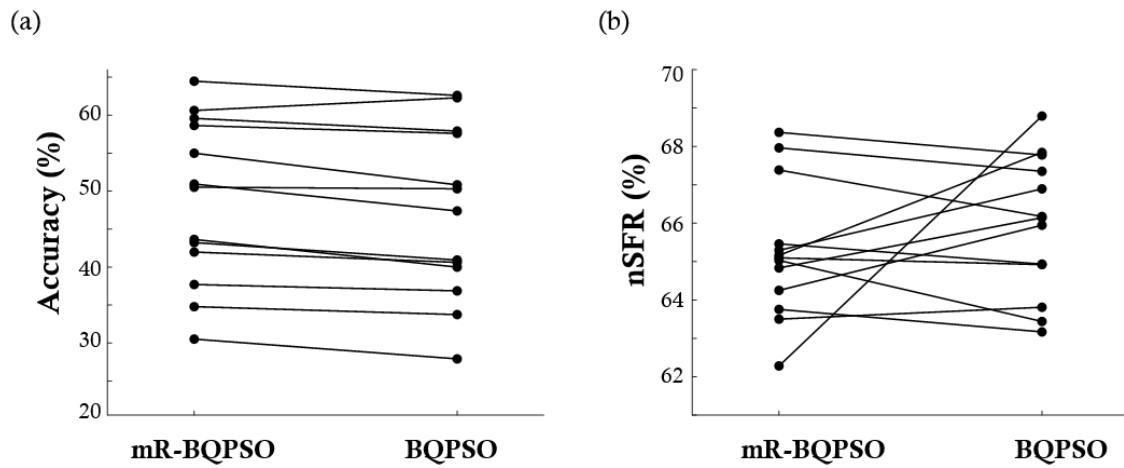 (a)
Accuracy (%)
60
50
40
30
20
mR-BQPSO
BQPSO
(b)
nSFR (%)
70
68
66
64
62
mR-BQPSO
BQPSO